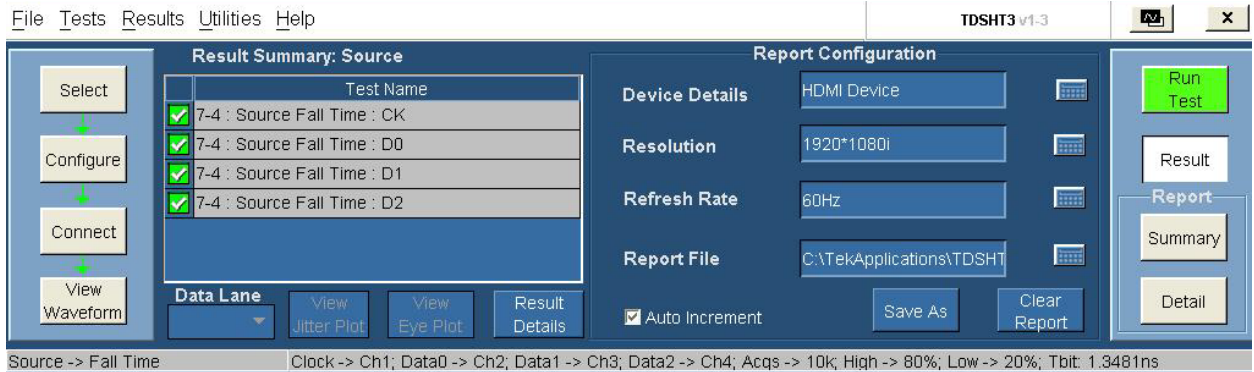 File Tests Results Utilities Help
TDSHT3 v1-3
x
Select
Configure
Connect
View
Waveform
Result Summary: Source
Test Name
7-4 : Source Fall Time : CK
7-4 : Source Fall Time : D0
7-4 : Source Fall Time : D1
7-4 : Source Fall Time : D2
Data Lane
View
Jitter Plot
View
Eye Plot
Result
Details
Report Configuration
Device Details
HDMI Device
Resolution
1920*1080i
Refresh Rate
60Hz
Report File
C:\TekApplications\TDSHT
Auto Increment
Save As
Clear
Report
Run
Test
Result
Report
Summary
Detail
Source -> Fall Time
Clock -> Ch1; Data0 -> Ch2; Data1 -> Ch3; Data2 -> Ch4; Acqs -> 10k; High -> 80%; Low -> 20%; Tbit: 1.3481ns